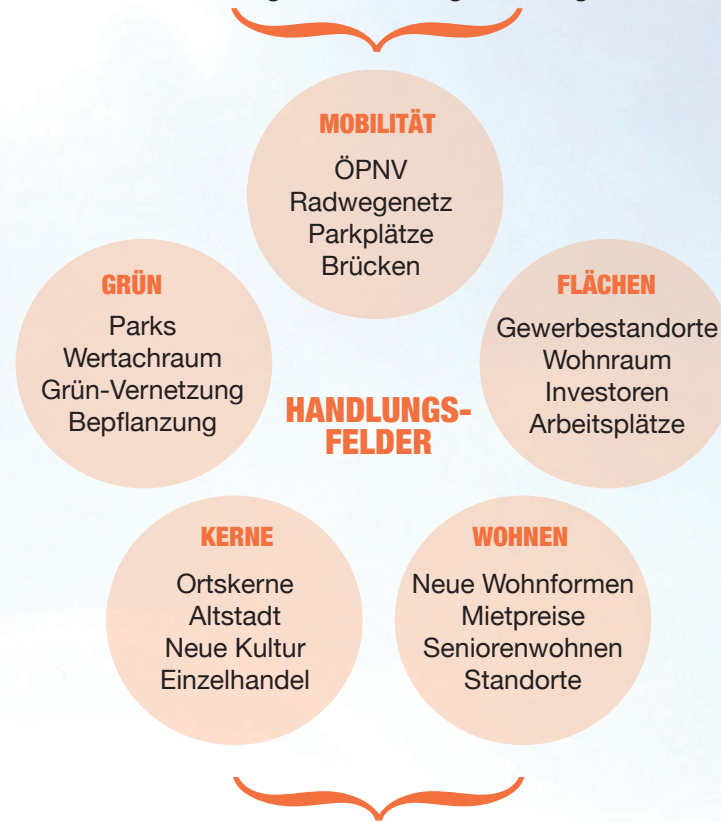 MOBILITÄT
ÖPNV
Radwegenetz
Parkplätze
Brücken
GRÜN
Parks
Wertachraum
Grün-Vernetzung
Bepflanzung
FLÄCHEN
Gewerbestandorte
Wohnraum
Investoren
Arbeitsplätze
HANDLUNGS-
FELDER
KERNE
Ortskerne
Altstadt
Neue Kultur
Einzelhandel
WOHNEN
Neue Wohnformen
Mietpreise
Seniorenwohnen
Standorte